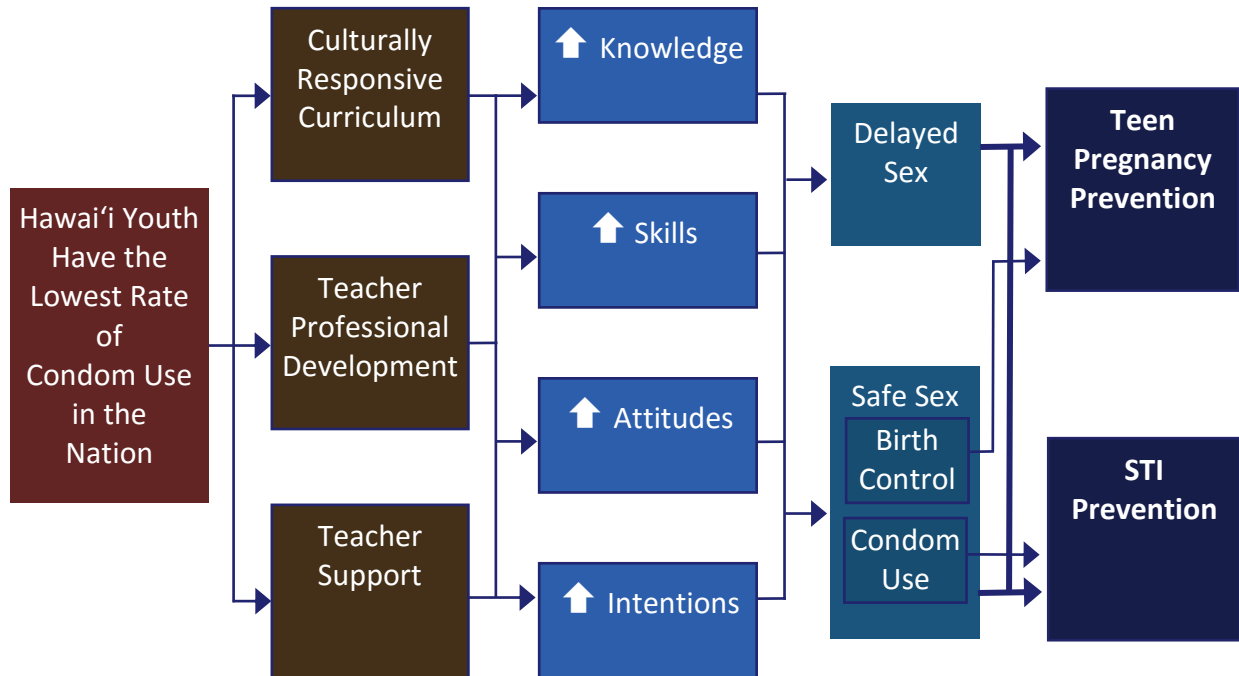 Hawai‘i Youth
Have the
Lowest Rate
of
Condom Use
in the
Nation
Culturally
Responsive
Curriculum
Teacher
Professional
Development
Teacher
Support
Knowledge
Skills
Attitudes
Intentions
Delayed
Sex
Safe Sex
Birth
Control
Condom
Use
Teen
Pregnancy
Prevention
STI
Prevention